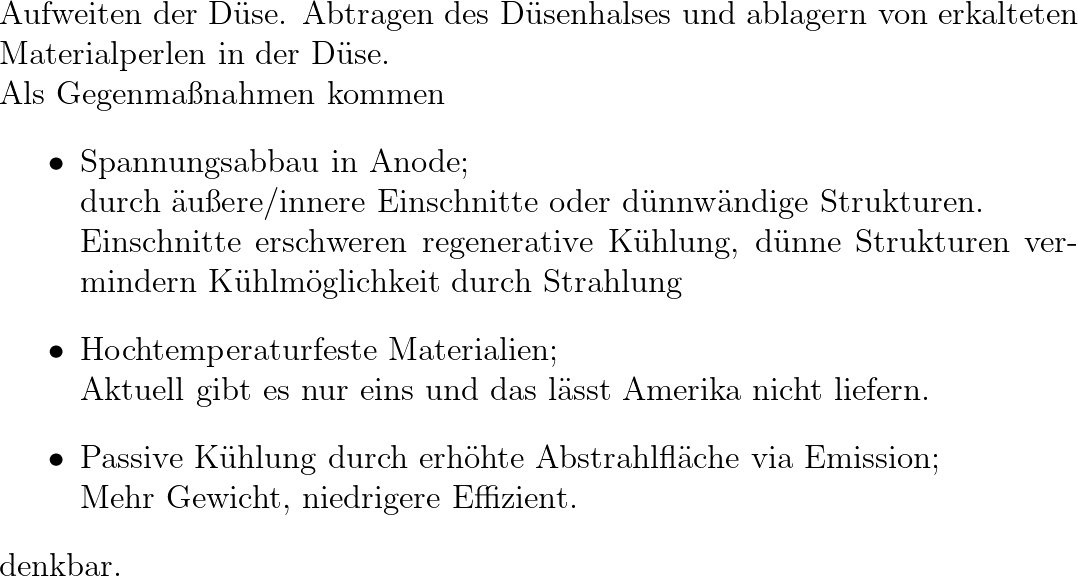 Aufweiten der Düse. Abtragen des Düsenhalses und ablagern von erkalteten
Materialperlen in der Düse.
Als Gegenmaßnahmen kommen
• Spannungsabbau in Anode;
durch äußere/innere Einschnitte oder dünnwändige Strukturen.
Einschnitte erschweren regenerative Kühlung, dünne Strukturen ver-
mindern Kühlmöglichkeit durch Strahlung
• Hochtemperaturfeste Materialien;
Aktuell gibt es nur eins und das lässt Amerika nicht liefern.
• Passive Kühlung durch erhöhte Abstrahlfläche via Emission;
Mehr Gewicht, niedrigere Effizient.
denkbar.